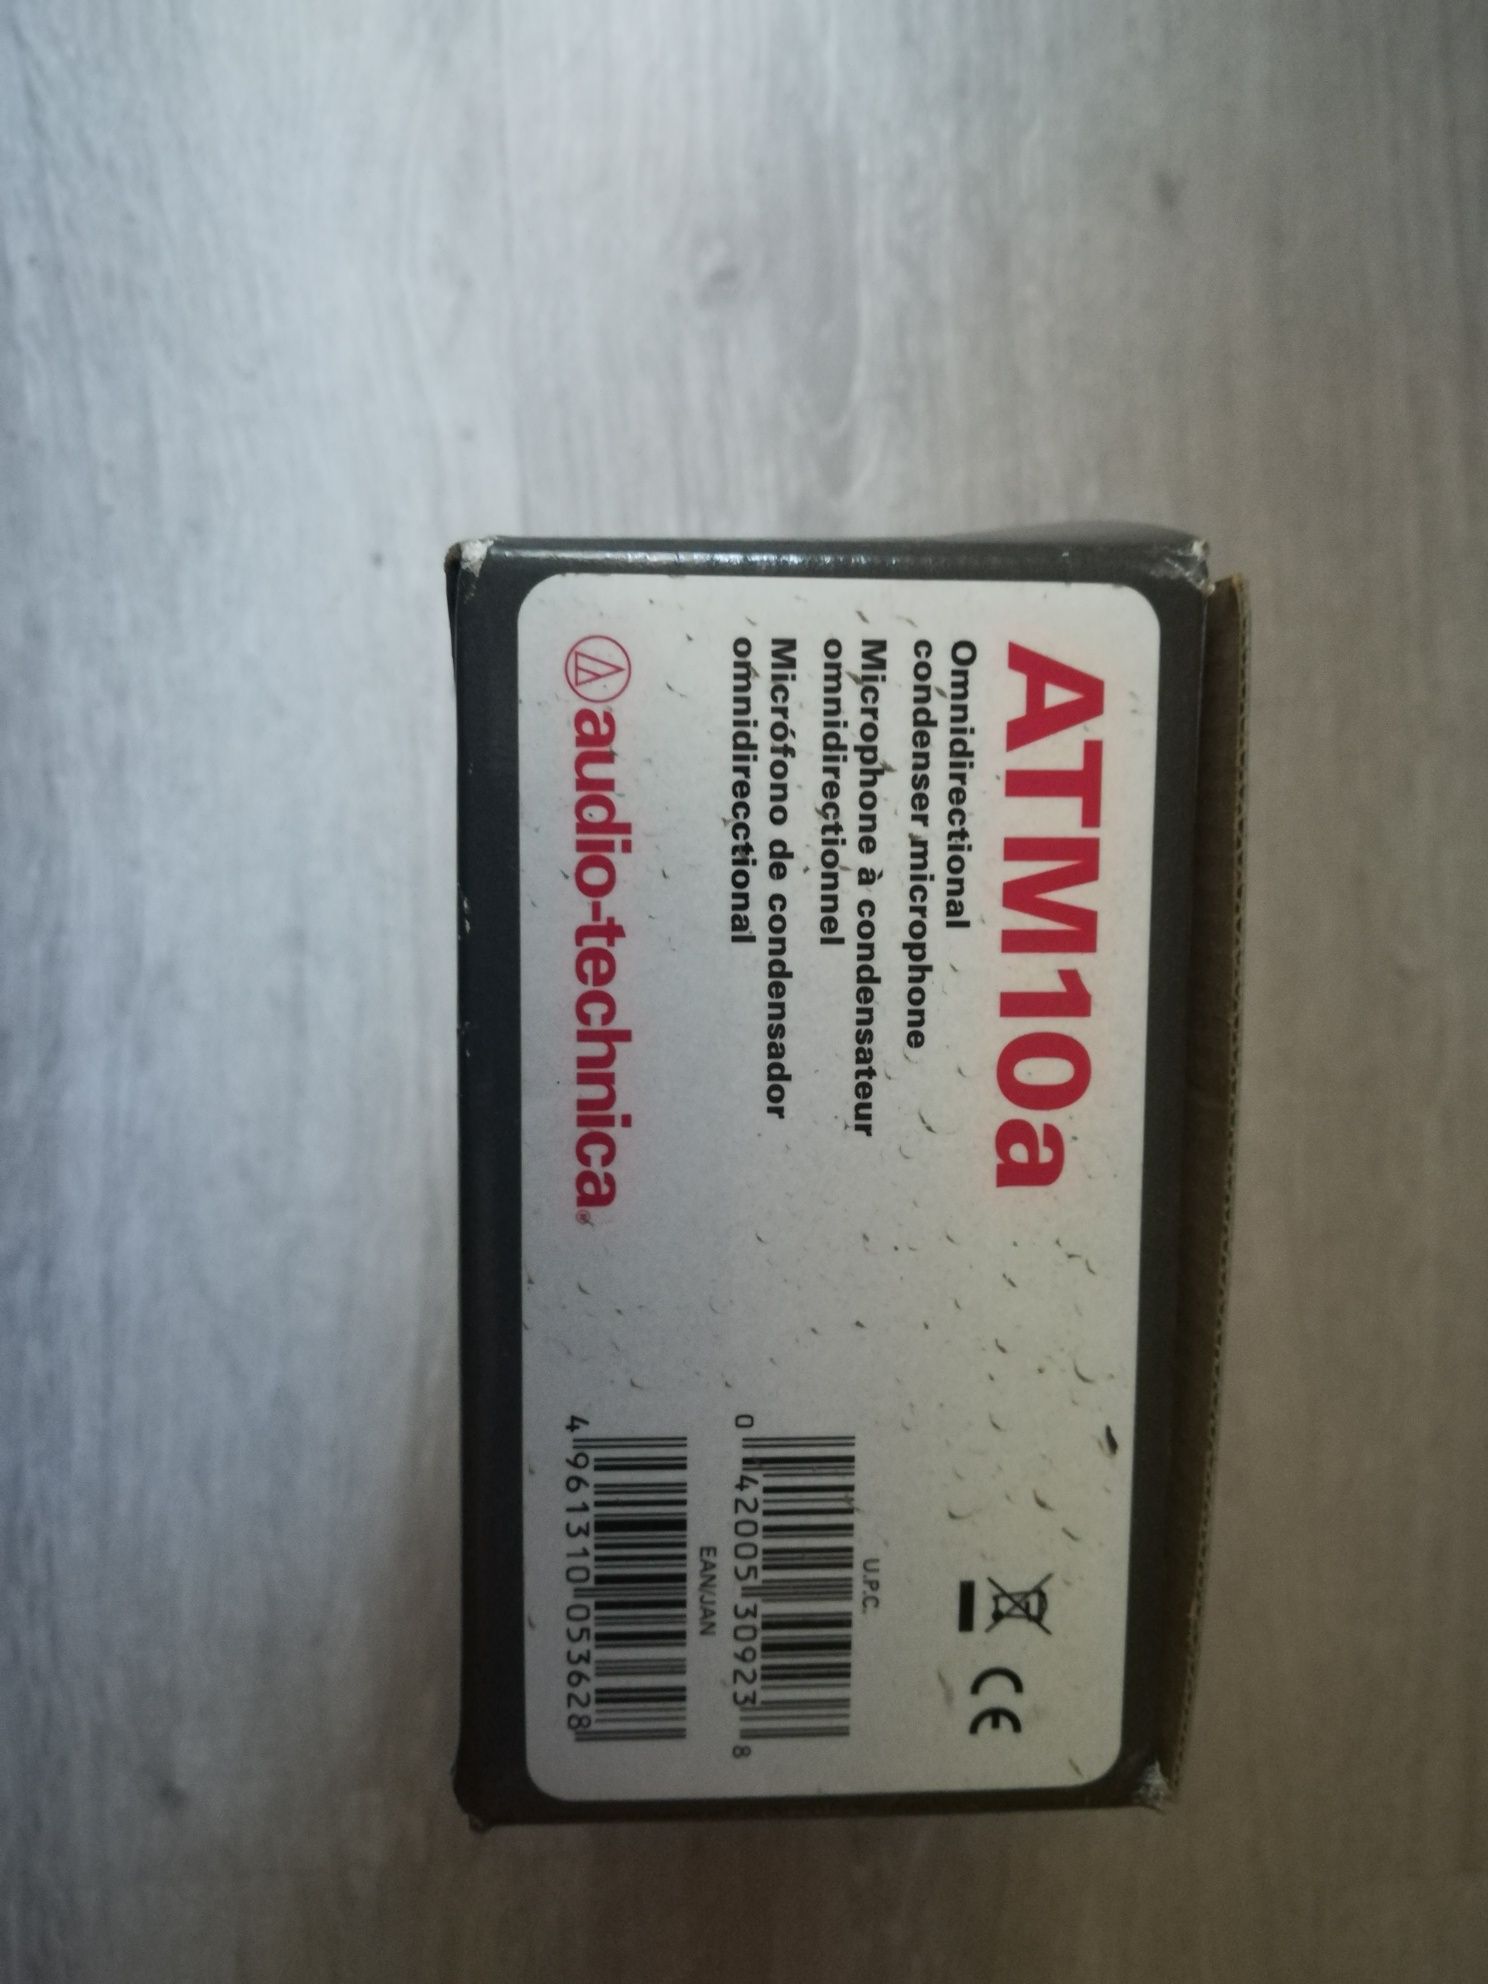 ATM10a
Omnidirectional
condenser microphone
Microphone à condensateur
omnidirectionnel
Micrófono de condensador
omnidirecctional
audio-technica®
CE
U.P.C.
0 42005 30923 8
EAN/JAN
4 961310 053628